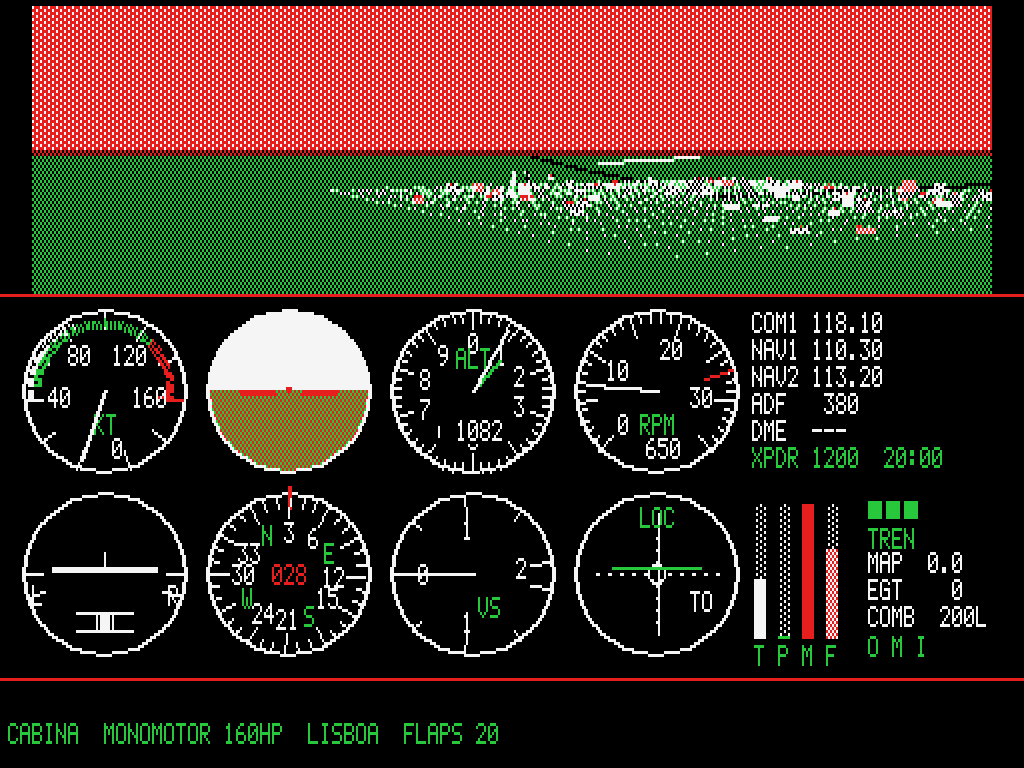 80 120
40 160
KT
0
0
9 ALT
8 2
7 3
1082
20
10
30
0 RPM
650
COM1 118.10
NAV1 110.30
NAV2 113.20
ADF 380
DME ---
XPDR 1200 20:00
L R
N 3 6
33 E
30 028 12
W 15
24 21 S
1
0 2
VS
1
LOC
TO
T P M F
TREN
MAP 0.0
EGT 0
COMB 200L
O M I
CABINA MONOMOTOR 160HP LISBOA FLAPS 20